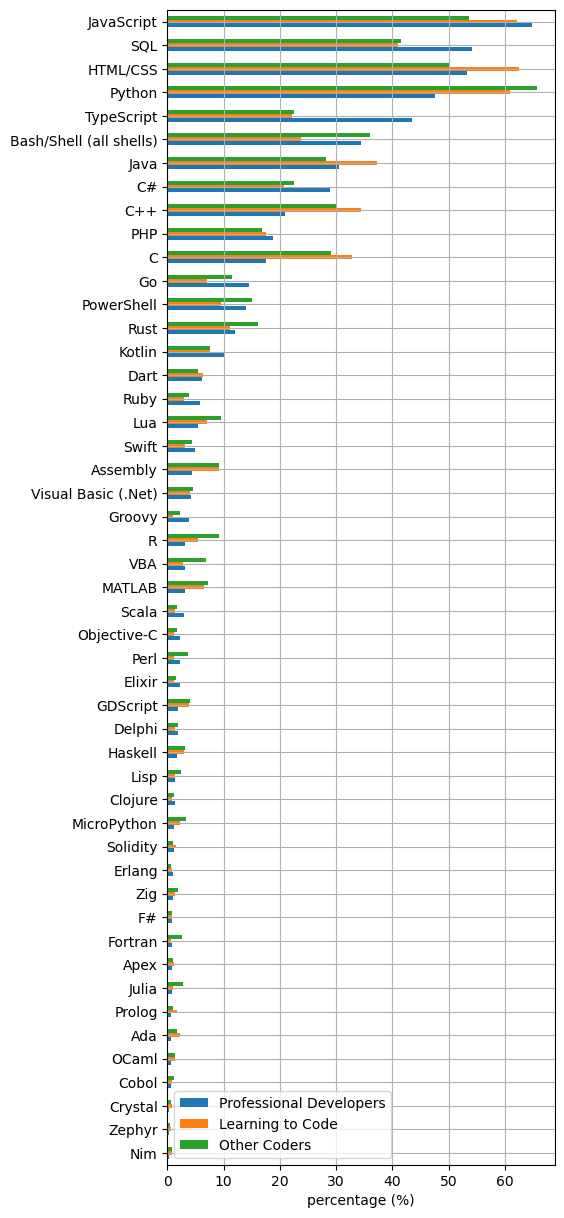 JavaScript
SQL
HTML/CSS
Python
TypeScript
Bash/Shell (all shells)
Java
C#
C++
PHP
C
Go
PowerShell
Rust
Kotlin
Dart
Ruby
Lua
Swift
Assembly
Visual Basic (.Net)
Groovy
R
VBA
MATLAB
Scala
Objective-C
Perl
Elixir
GDScript
Delphi
Haskell
Lisp
Clojure
MicroPython
Solidity
Erlang
Zig
F#
Fortran
Apex
Julia
Prolog
Ada
OCaml
Cobol
Crystal
Zephyr
Nim
Professional Developers
Learning to Code
Other Coders
0 10 20 30 40 50 60
percentage (%)